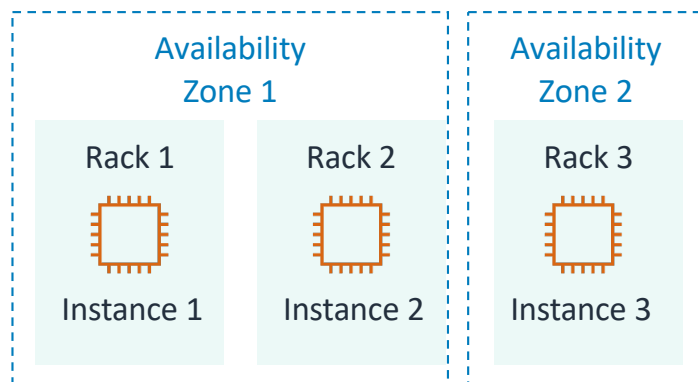 Availability
Zone 1
Rack 1
Instance 1
Rack 2
Instance 2
Availability
Zone 2
Rack 3
Instance 3